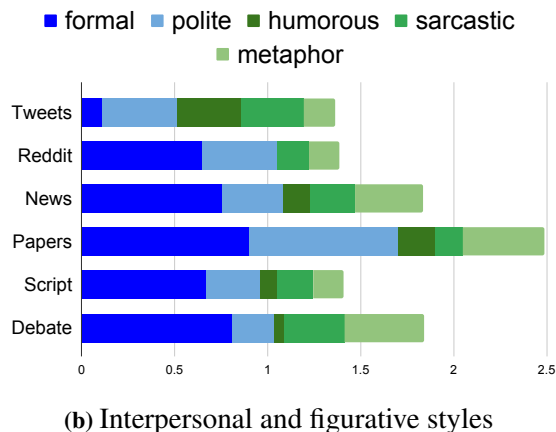 formal polite humorous sarcastic
metaphor
Tweets
Reddit
News
Papers
Script
Debate
0 0.5 1 1.5 2 2.5
(b) Interpersonal and figurative styles